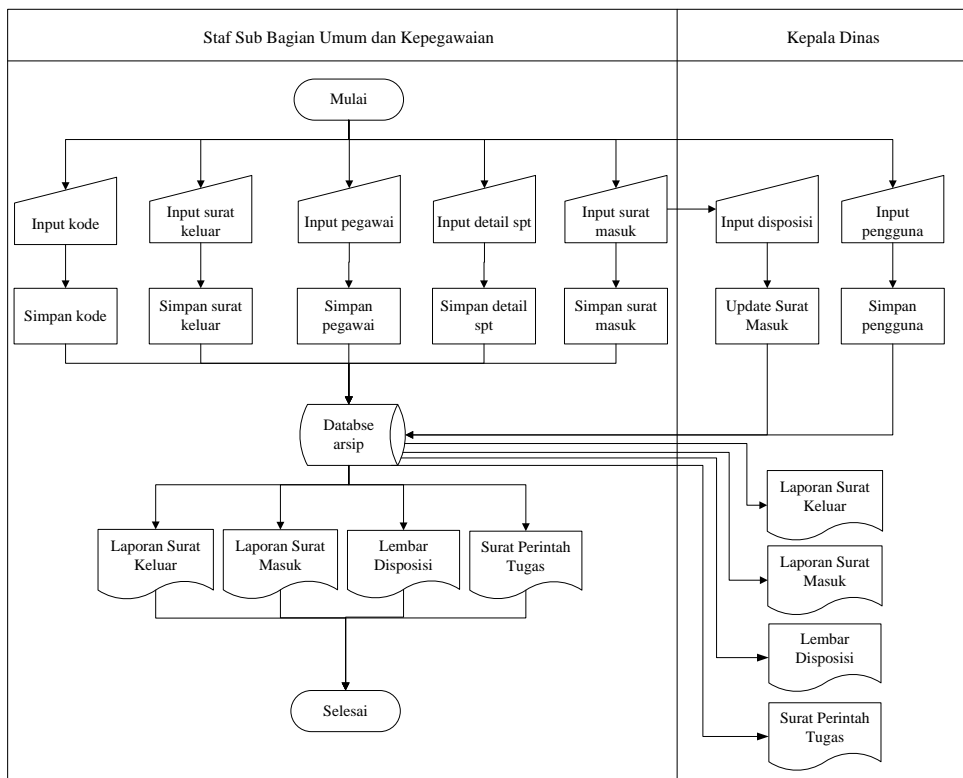 Staf Sub Bagian Umum dan Kepegawaian
Kepala Dinas
Mulai
Input kode
Input surat
keluar
Input pegawai
Input detail spt
Input surat
masuk
Input disposisi
Input
pengguna
Simpan kode
Simpan surat
keluar
Simpan
pegawai
Simpan detail
spt
Simpan surat
masuk
Update Surat
Masuk
Simpan
pengguna
Databse
arsip
Laporan Surat
Keluar
Laporan Surat
Masuk
Lembar
Disposisi
Surat Perintah
Tugas
Laporan Surat
Keluar
Laporan Surat
Masuk
Lembar
Disposisi
Surat Perintah
Tugas
Selesai